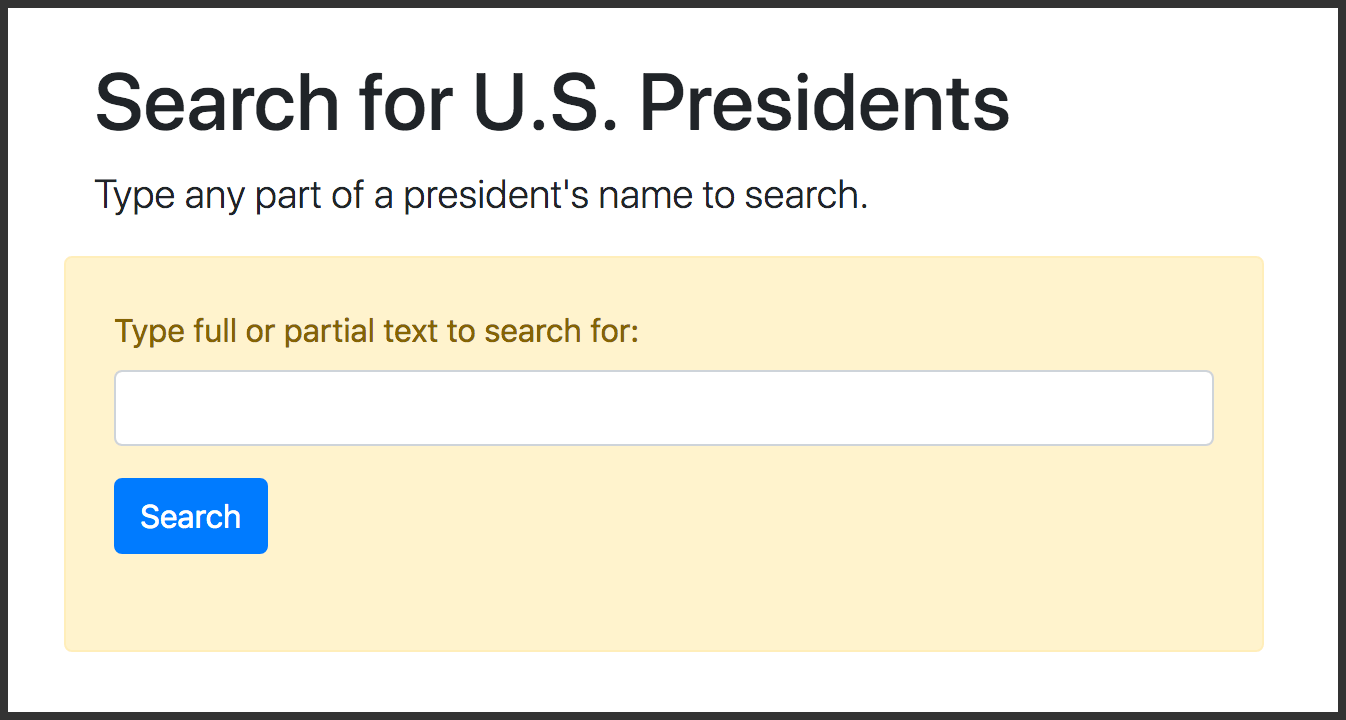 Search for U.S. Presidents
Type any part of a president's name to search.
Type full or partial text to search for:
Search